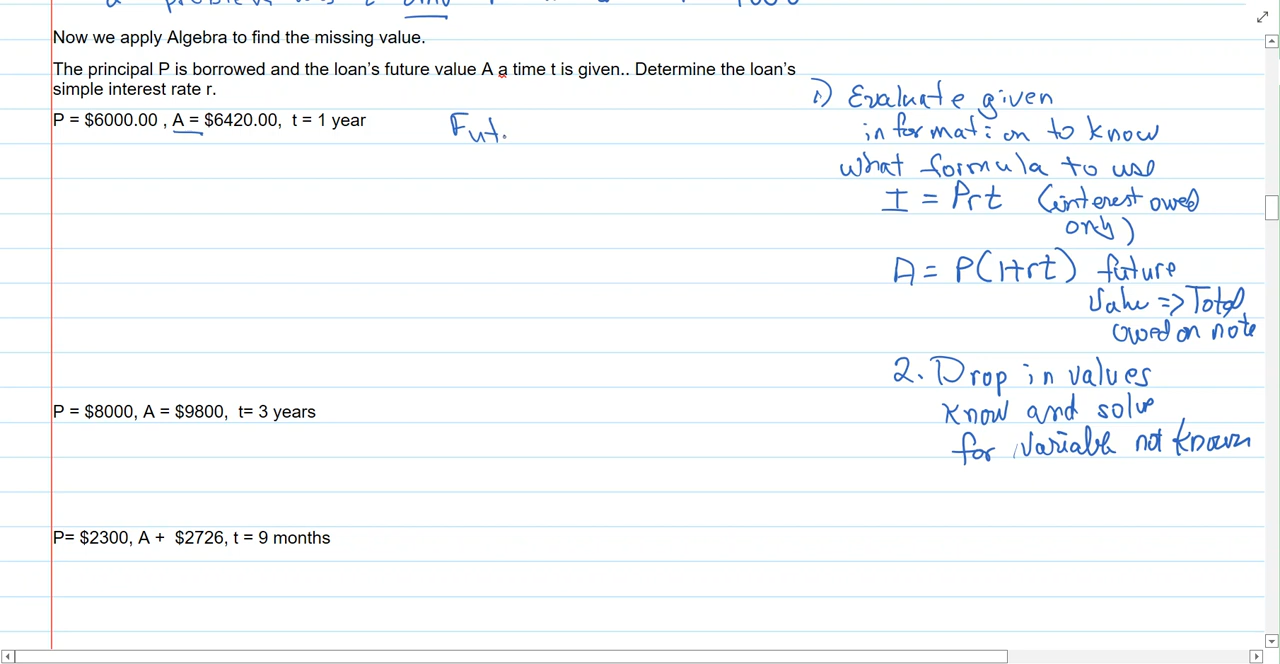 Now we apply Algebra to find the missing value.
The principal P is borrowed and the loan's future value A a time t is given.. Determine the loan's
simple interest rate r.
P = $6000.00 , A = $6420.00, t = 1 year
Fut.
1) Evaluate given
information to know
what formula to use
I = Prt (interest owed
only)
A = P(1+rt) future
Value => Total
owed on note
2. Drop in values
know and solve
for variable not known
P = $8000, A = $9800, t= 3 years
P= $2300, A + $2726, t = 9 months